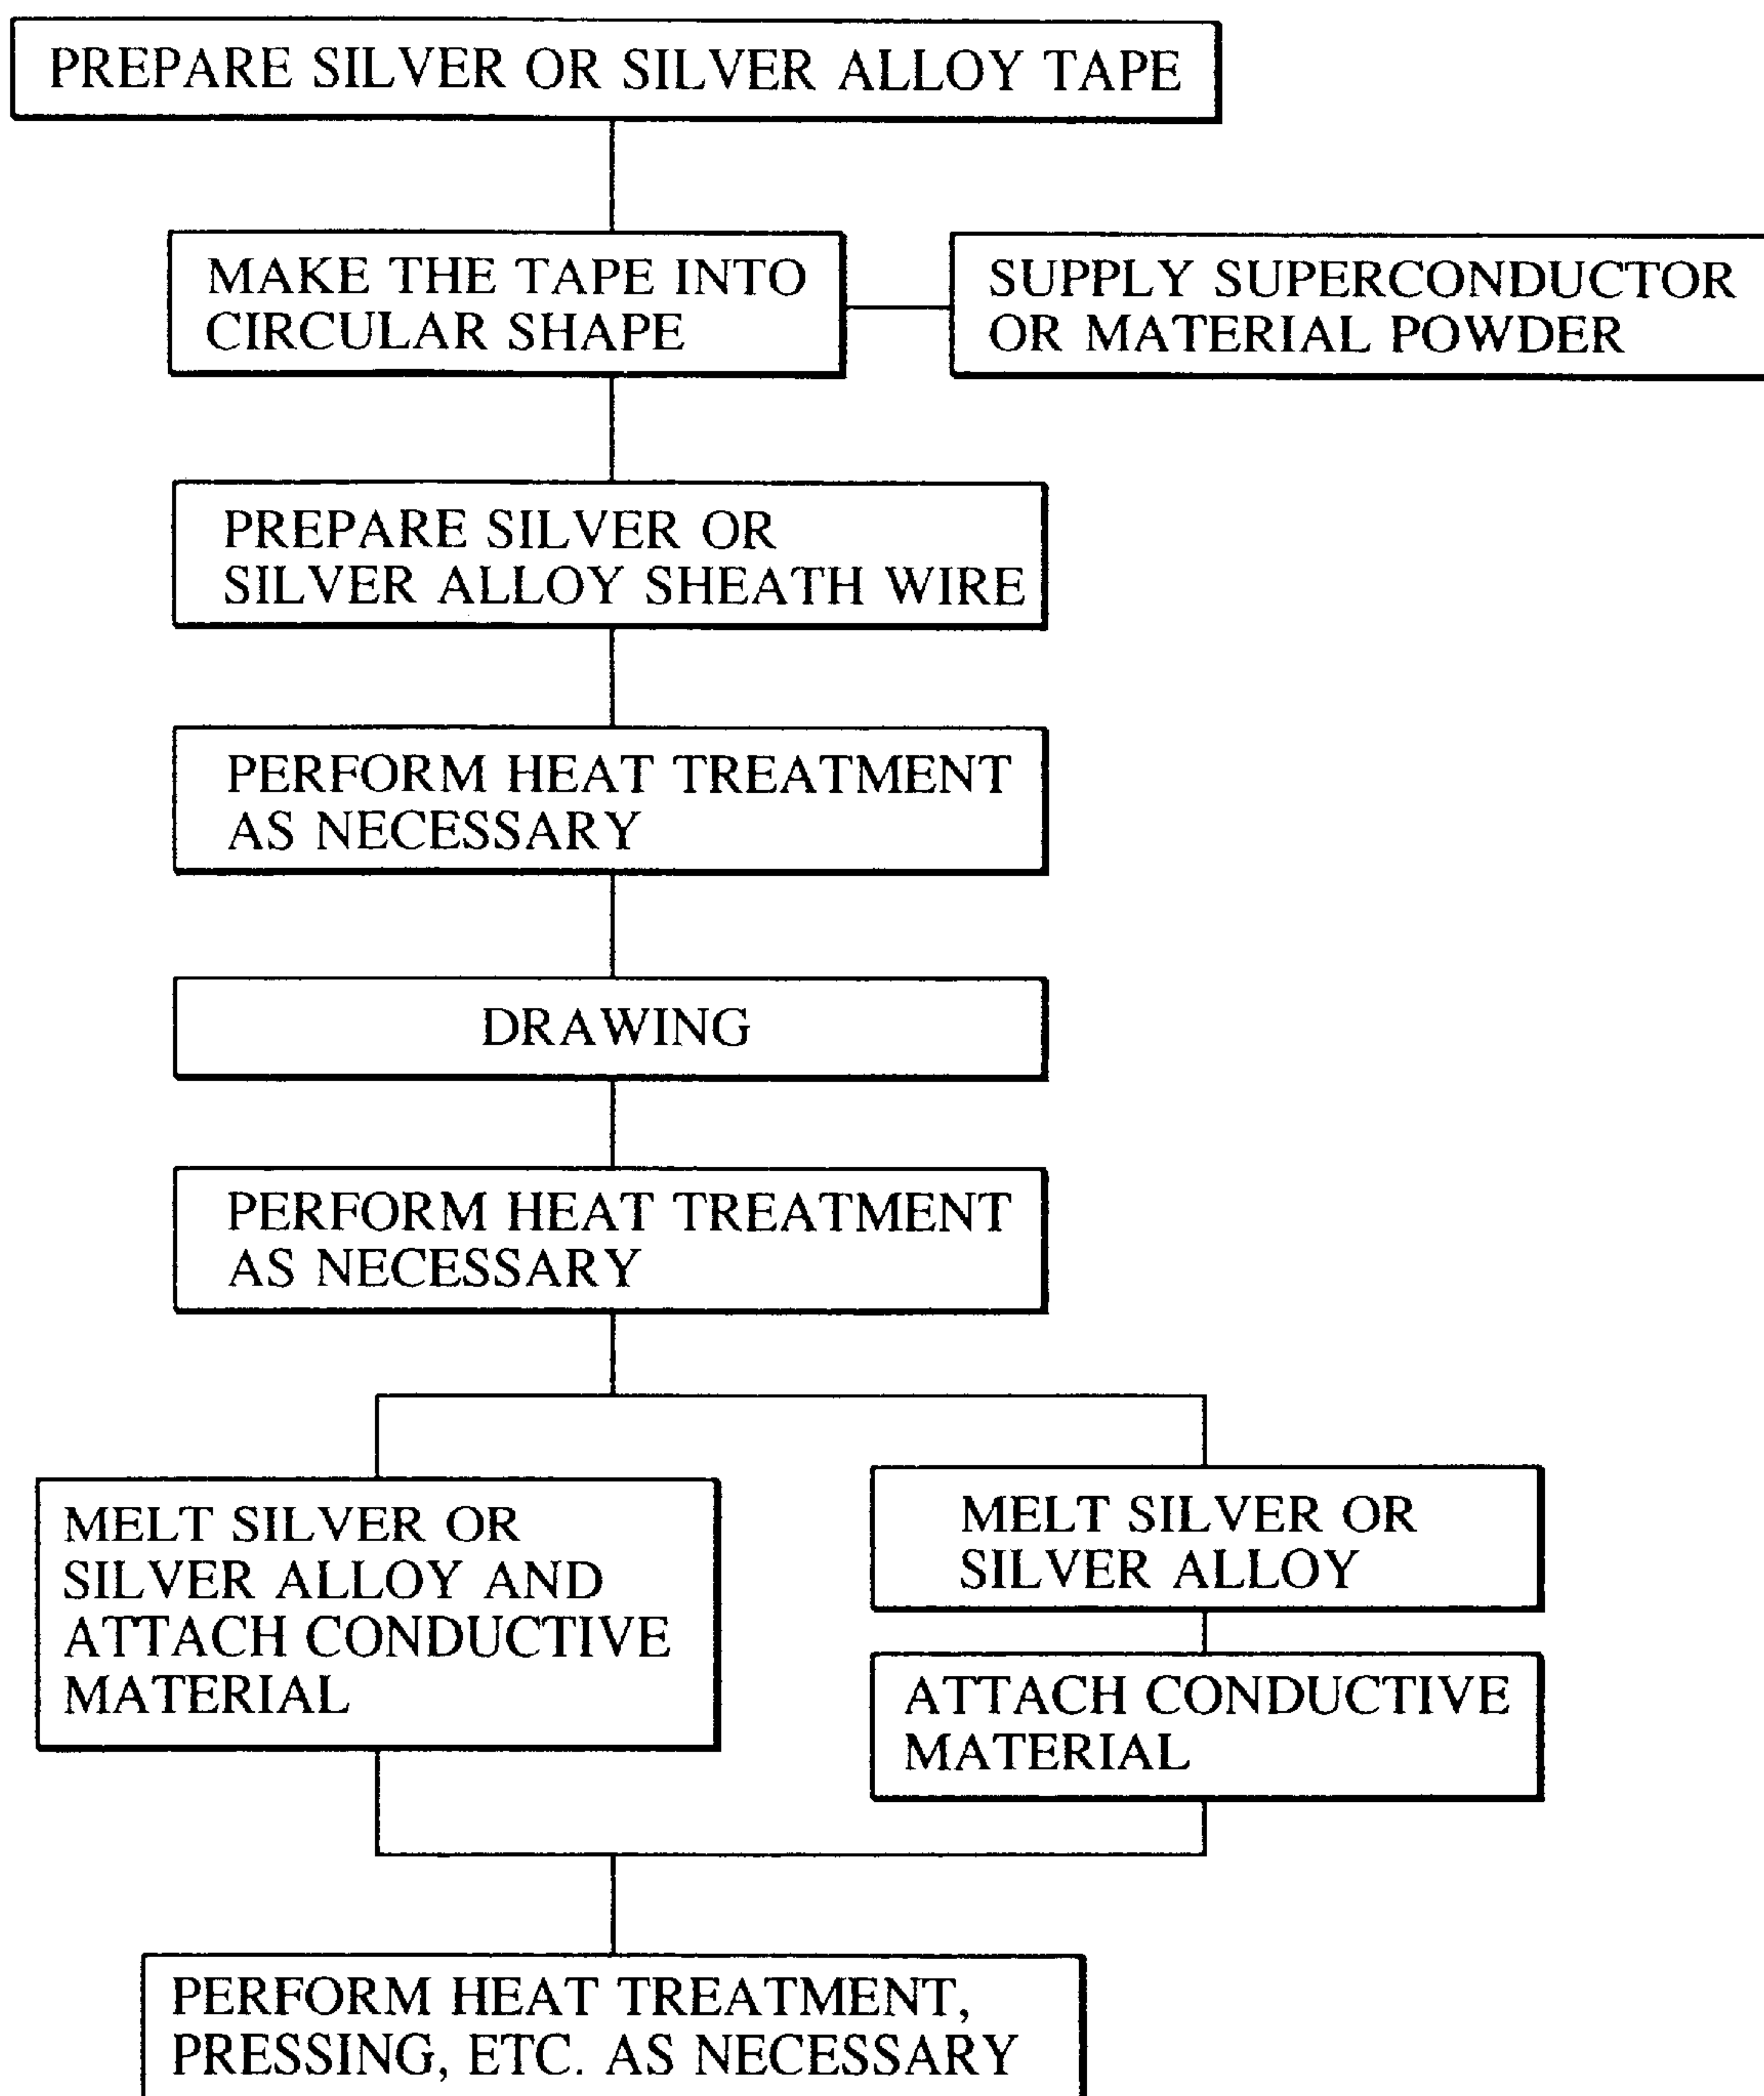 PREPARE SILVER OR SILVER ALLOY TAPE
MAKE THE TAPE INTO
CIRCULAR SHAPE
SUPPLY SUPERCONDUCTOR
OR MATERIAL POWDER
PREPARE SILVER OR
SILVER ALLOY SHEATH WIRE
PERFORM HEAT TREATMENT
AS NECESSARY
DRAWING
PERFORM HEAT TREATMENT
AS NECESSARY
MELT SILVER OR
SILVER ALLOY AND
ATTACH CONDUCTIVE
MATERIAL
MELT SILVER OR
SILVER ALLOY
ATTACH CONDUCTIVE
MATERIAL
PERFORM HEAT TREATMENT,
PRESSING, ETC. AS NECESSARY